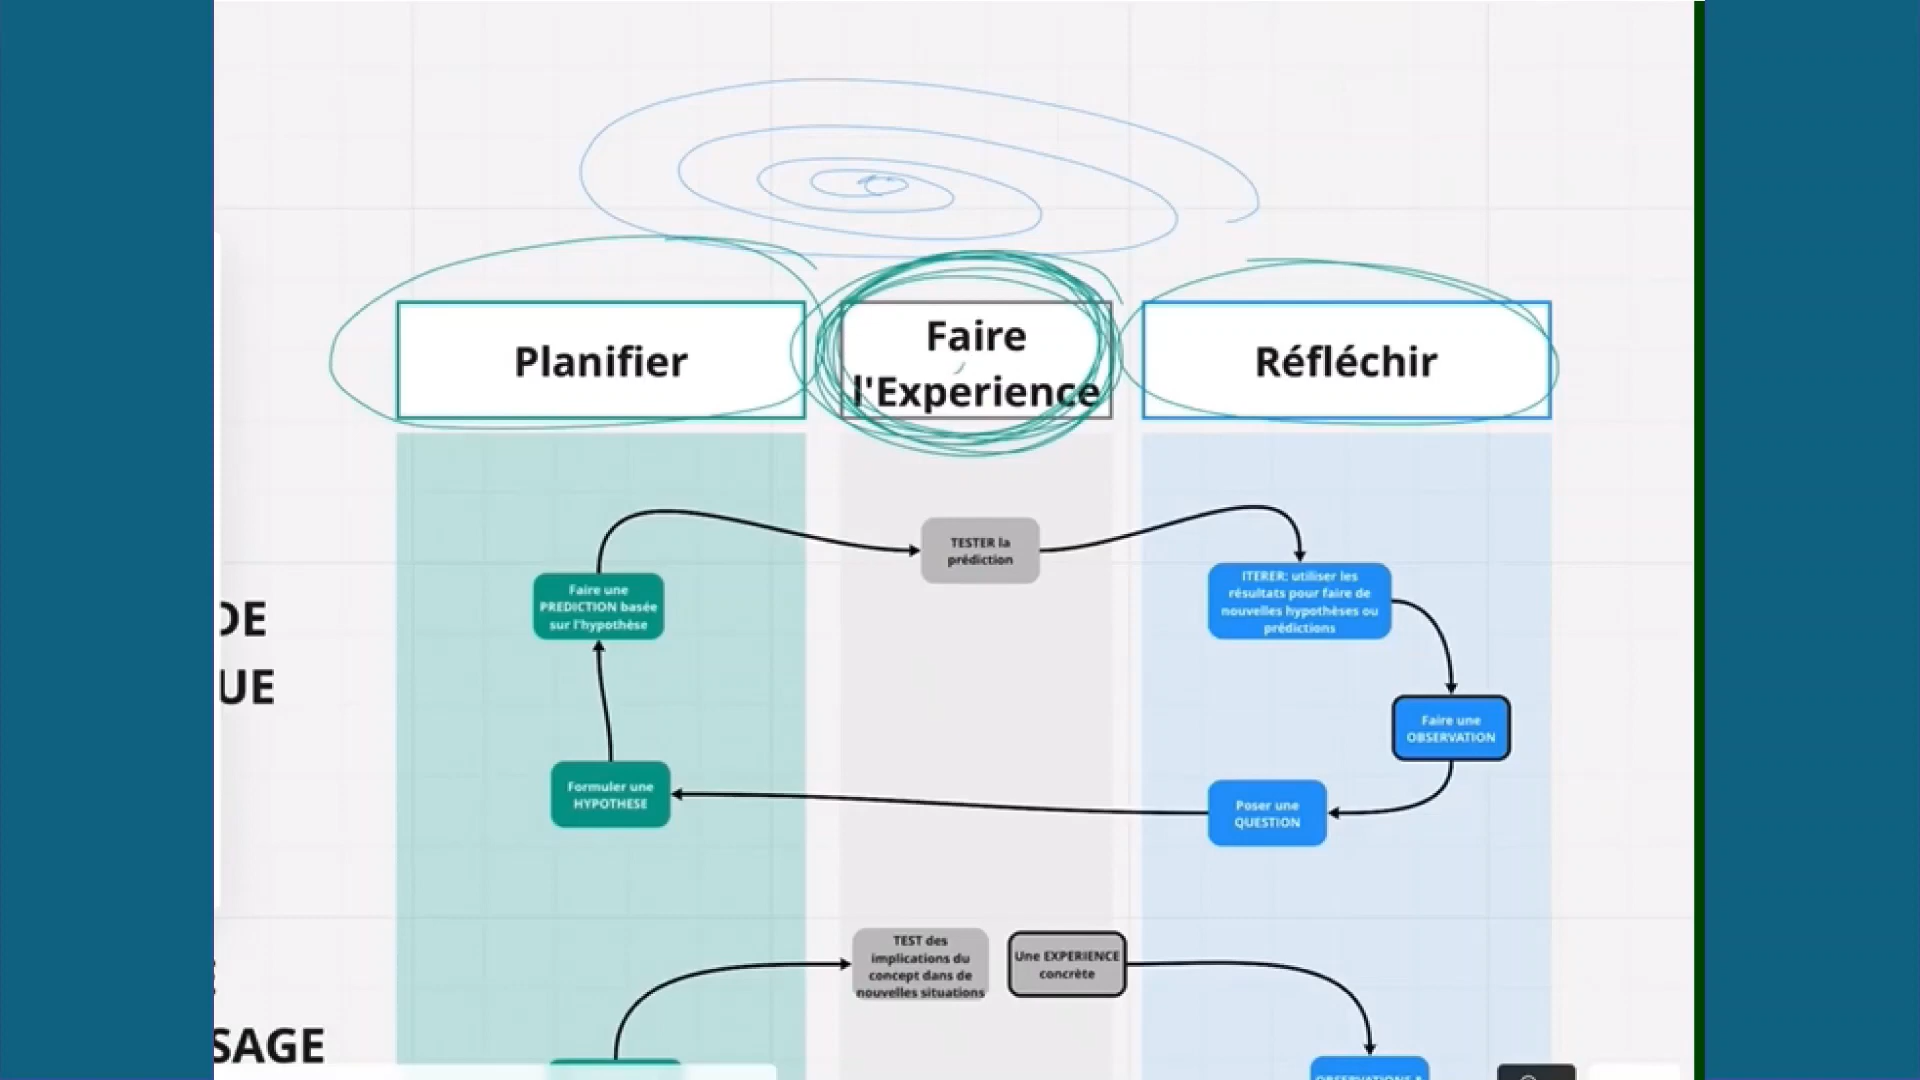 Planifier
Faire
l'Experience
Réfléchir
TESTER la
prédiction
Faire une
PREDICTION basée
sur l'hypothèse
ITERER: utiliser les
résultats pour faire de
nouvelles hypothèses ou
prédictions
DE
UE
Faire une
OBSERVATION
Formuler une
HYPOTHESE
Poser une
QUESTION
TEST des
implications du
concept dans de
nouvelles situations
Une EXPERIENCE
concrète
SAGE